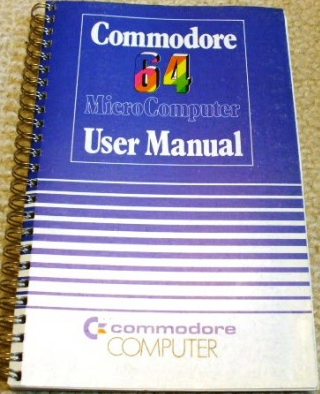 Commodore
64
MicroComputer
User Manual
commodore
COMPUTER